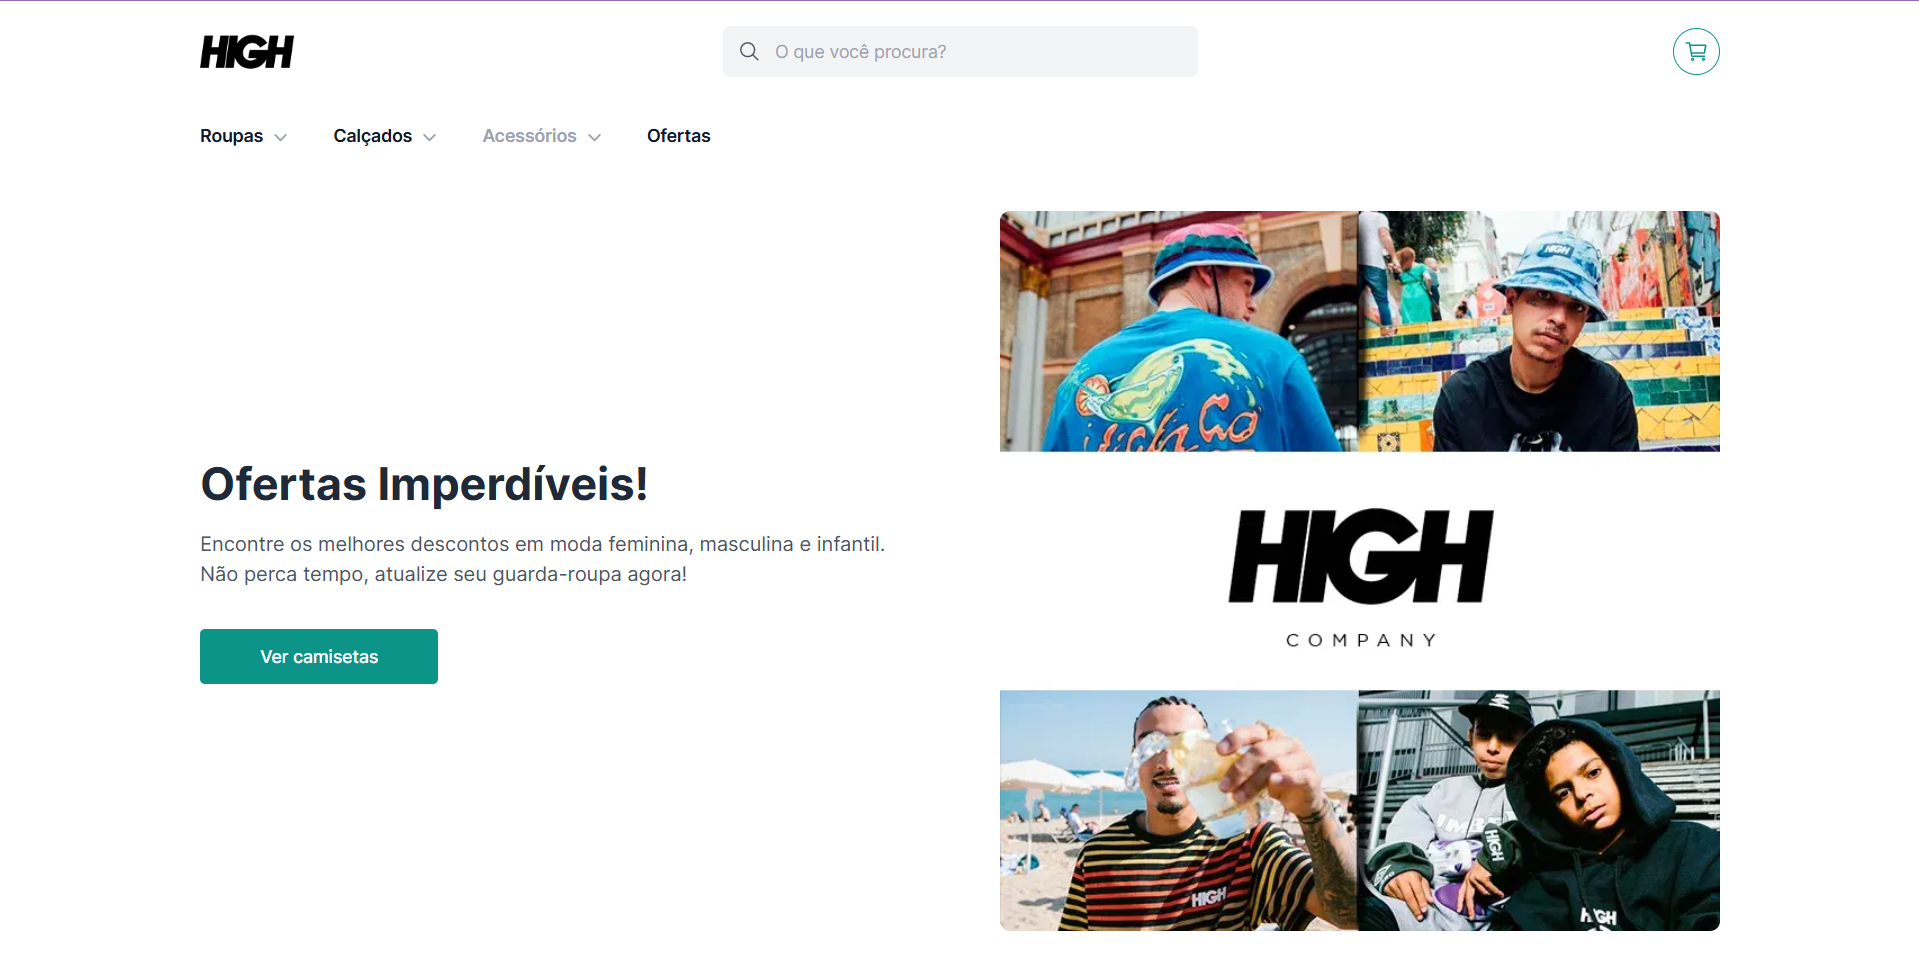 HIGH
O que você procura?
Roupas
Calçados
Acessórios
Ofertas
HIGH
Ofertas Imperdíveis!
Encontre os melhores descontos em moda feminina, masculina e infantil.
Não perca tempo, atualize seu guarda-roupa agora!
Ver camisetas
HIGH
COMPANY
HIGH
HIGH
HIGH